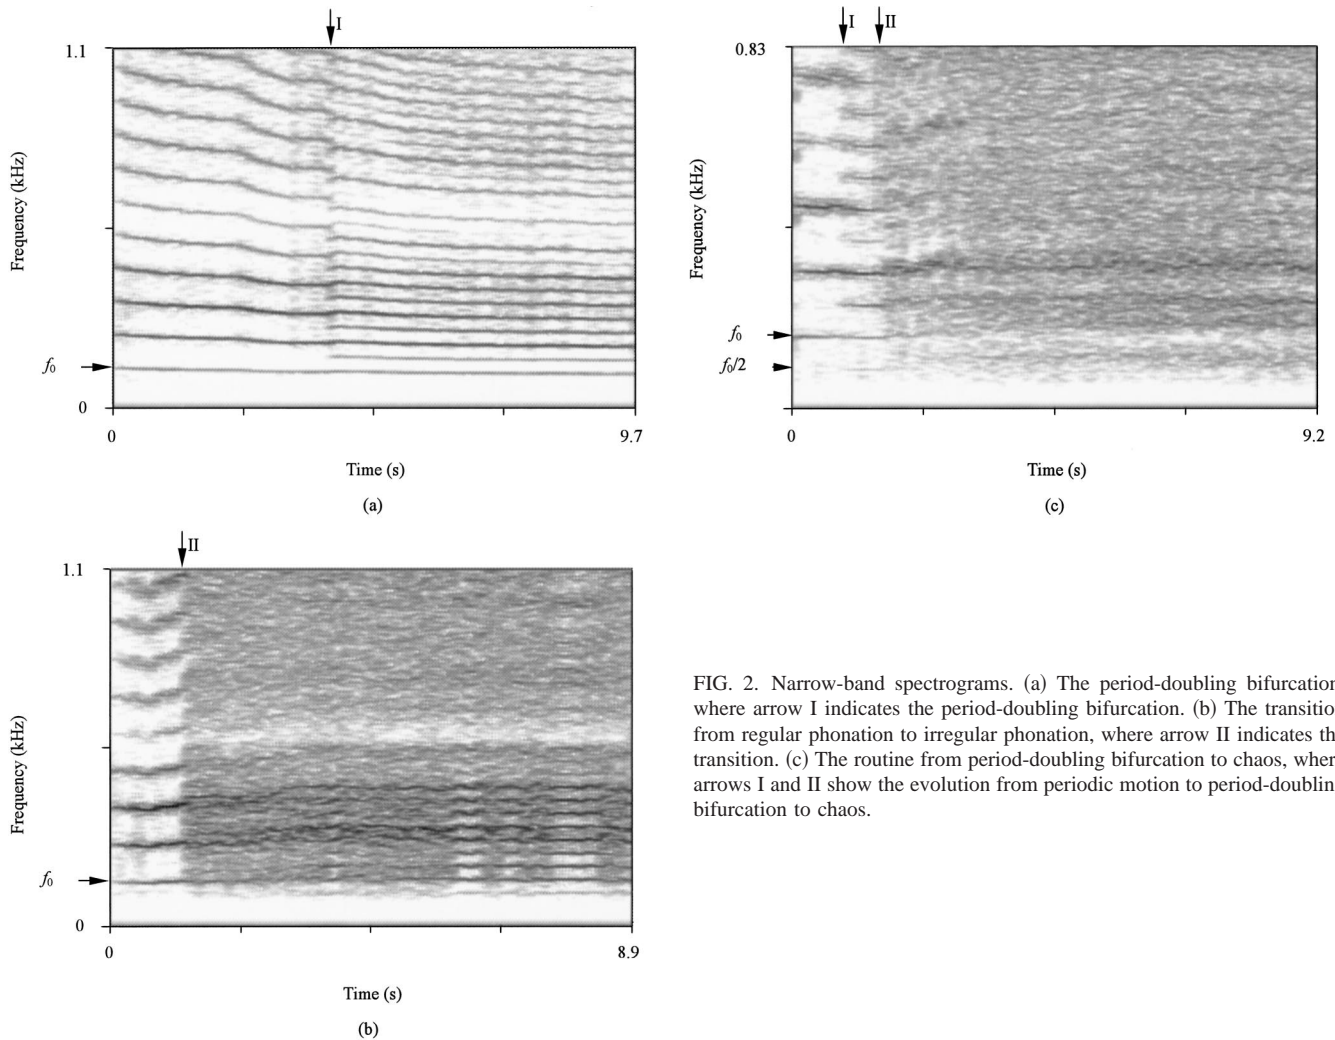 I
1.1
Frequency (kHz)
f0
0
0
9.7
Time (s)
(a)
I II
0.83
Frequency (kHz)
f0
f0/2
0
9.2
Time (s)
(c)
II
1.1
Frequency (kHz)
f0
0
0
8.9
Time (s)
(b)
FIG. 2. Narrow-band spectrograms. (a) The period-doubling bifurcation
where arrow I indicates the period-doubling bifurcation. (b) The transitio
from regular phonation to irregular phonation, where arrow II indicates th
transition. (c) The routine from period-doubling bifurcation to chaos, wher
arrows I and II show the evolution from periodic motion to period-doublin
bifurcation to chaos.